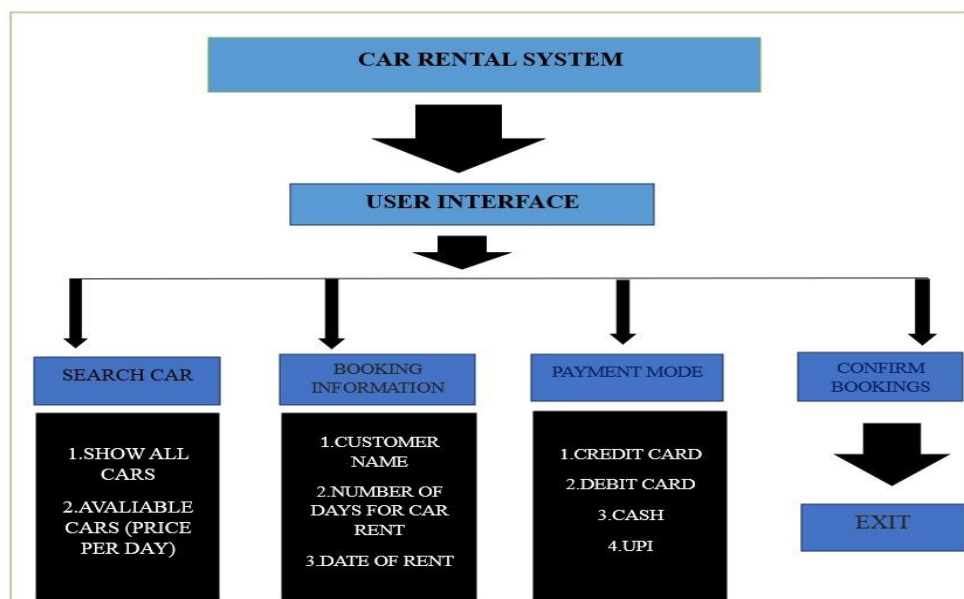 CAR RENTAL SYSTEM
USER INTERFACE
SEARCH CAR
1.SHOW ALL
CARS
2.AVALIABLE
CARS (PRICE
PER DAY)
BOOKING
INFORMATION
1.CUSTOMER
NAME
2.NUMBER OF
DAYS FOR CAR
RENT
3.DATE OF RENT
PAYMENT MODE
1.CREDIT CARD
2.DEBIT CARD
3.CASH
4.UPI
CONFIRM
BOOKINGS
EXIT